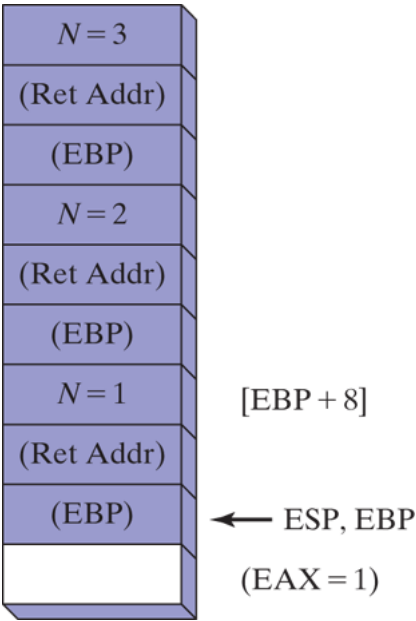 N = 3
(Ret Addr)
(EBP)
N = 2
(Ret Addr)
(EBP)
N = 1
[EBP + 8]
(Ret Addr)
(EBP)
ESP, EBP
(EAX = 1)